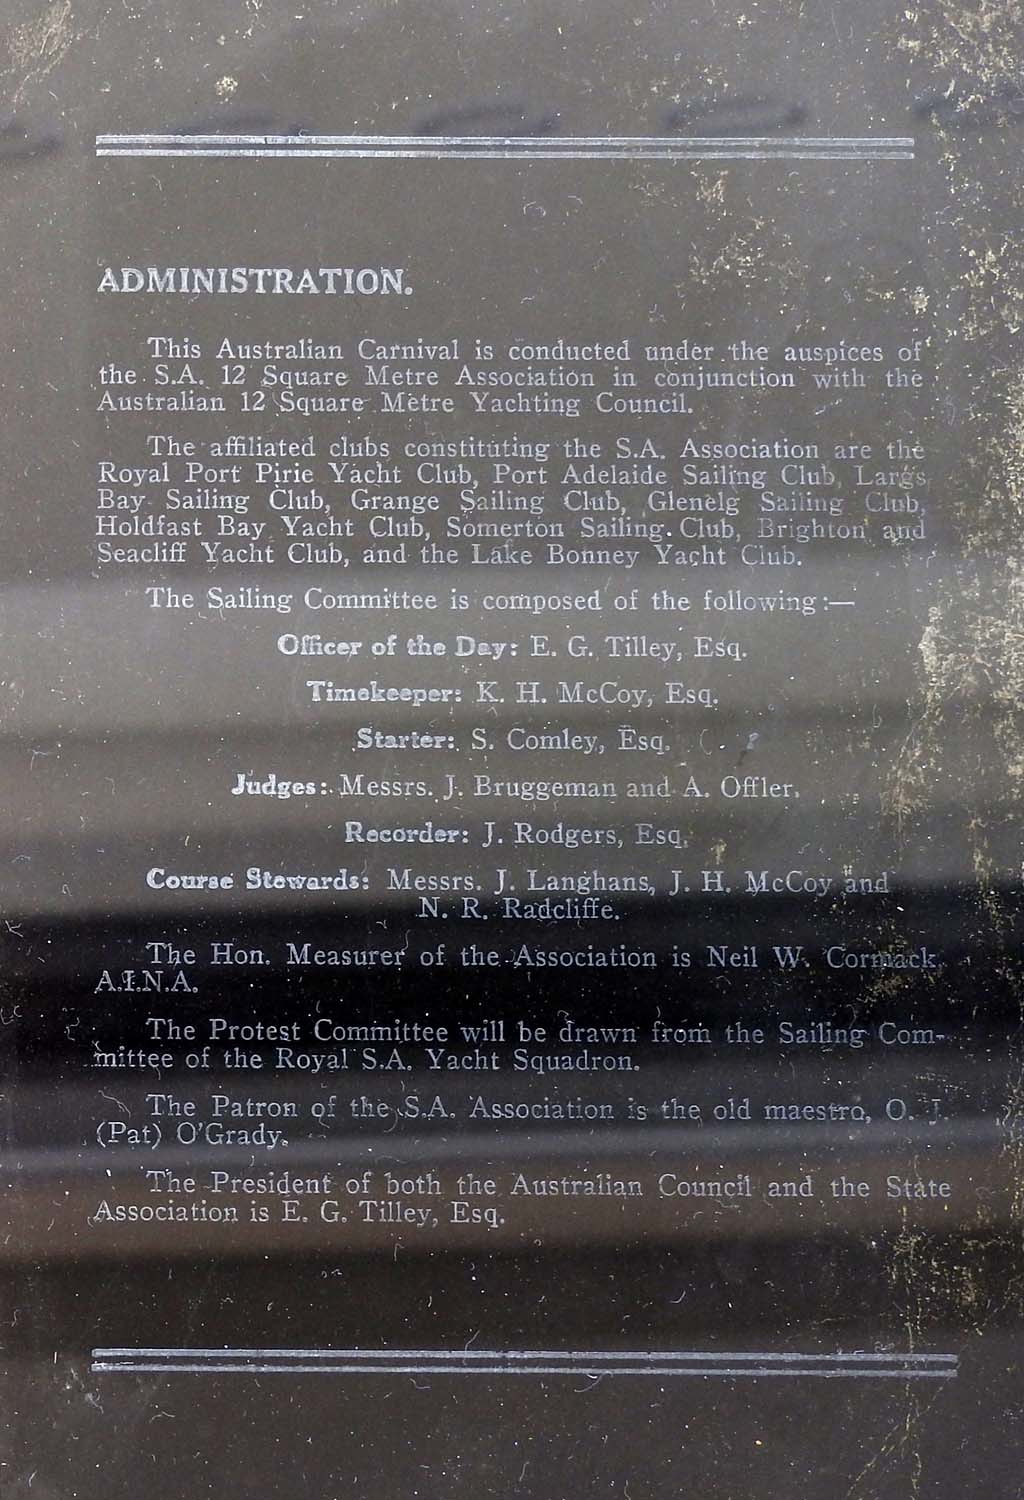 ADMINISTRATION.
This Australian Carnival is conducted under the auspices of
the S.A. 12 Square Metre Association in conjunction with the
Australian 12 Square Metre Yachting Council.
The affiliated clubs constituting the S.A. Association are the
Royal Port Pirie Yacht Club, Port Adelaide Sailing Club, Largs
Bay Sailing Club, Grange Sailing Club, Glenelg Sailing Club,
Holdfast Bay Yacht Club, Somerton Sailing Club, Brighton and
Seacliff Yacht Club, and the Lake Bonney Yacht Club.
The Sailing Committee is composed of the following:—
Officer of the Day: E. G. Tilley, Esq.
Timekeeper: K. H. McCoy, Esq.
Starter: S. Comley, Esq.
Judges: Messrs. J. Bruggeman and A. Offler.
Recorder: J. Rodgers, Esq.
Course Stewards: Messrs. J. Langhans, J. H. McCoy and
N. R. Radcliffe.
The Hon. Measurer of the Association is Neil W. Cormack
A.I.N.A.
The Protest Committee will be drawn from the Sailing Com-
mittee of the Royal S.A. Yacht Squadron.
The Patron of the S.A. Association is the old maestro, O. J.
(Pat) O'Grady.
The President of both the Australian Council and the State
Association is E. G. Tilley, Esq.